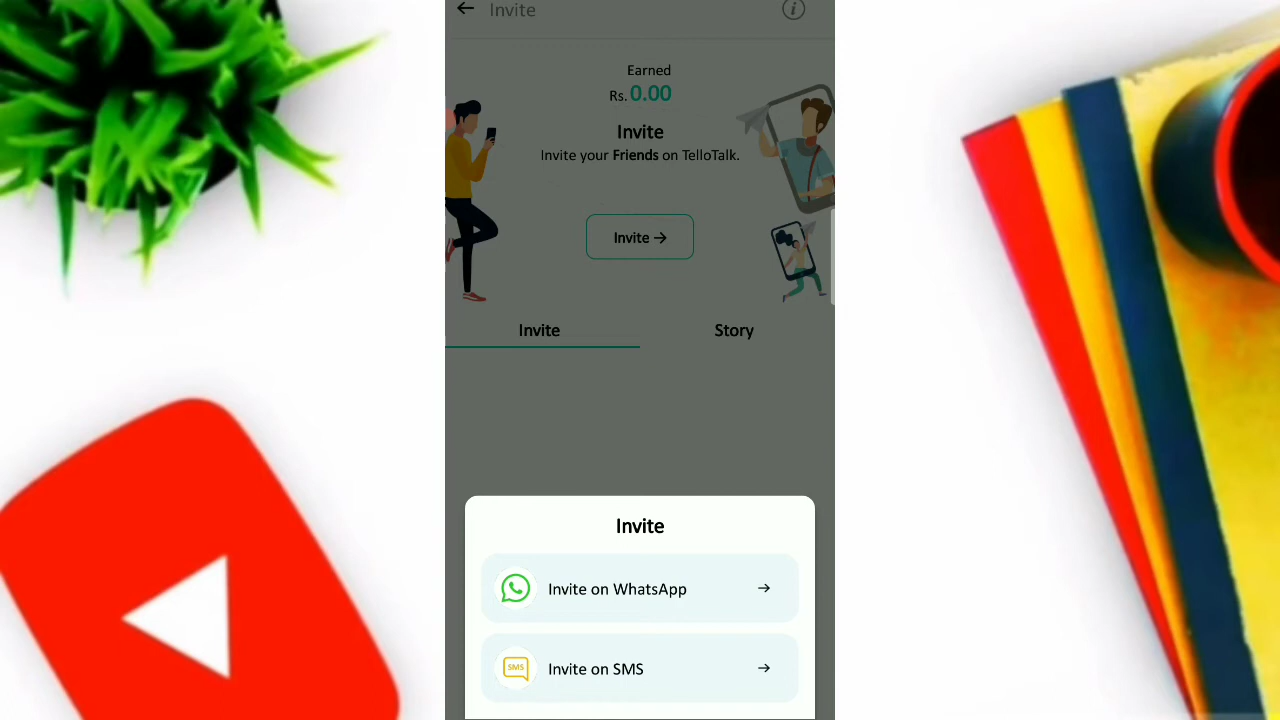 Invite
Earned
Rs. 0.00
Invite
Invite your Friends on TelloTalk.
Invite →
Invite
Story
Invite
Invite on WhatsApp →
SMS
Invite on SMS →